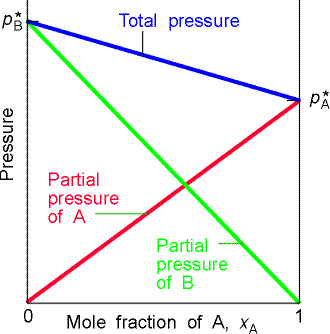 p*B
Total pressure
p*A
Pressure
Partial
pressure
of A
Partial
pressure
of B
0
1
Mole fraction of A, xA